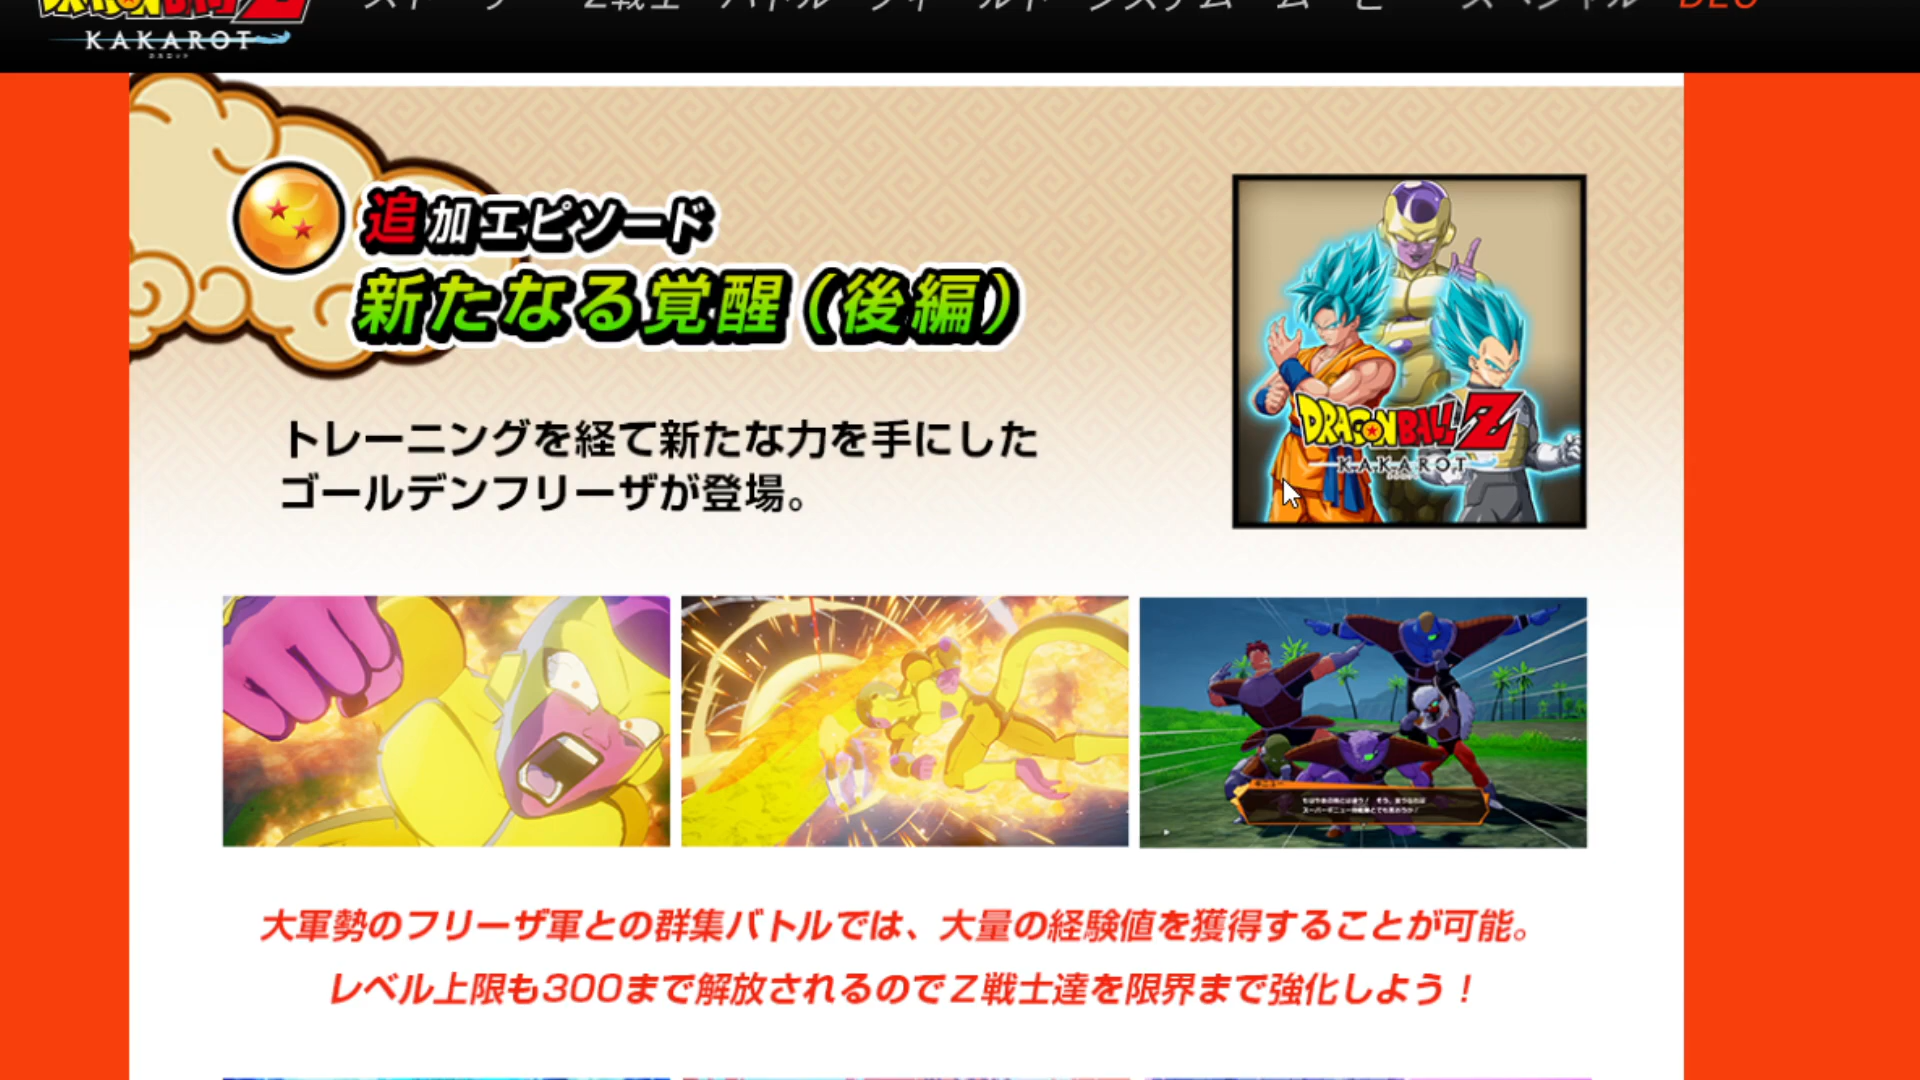 DRAGON BALL Z
KAKAROT
DLC
追加エピソード
新たなる覚醒（後編）
トレーニングを経て新たな力を手にした
ゴールデンフリーザが登場。
DRAGON BALL Z
KAKAROT
大軍勢のフリーザ軍との群集バトルでは、大量の経験値を獲得することが可能。
レベル上限も300まで解放されるのでZ戦士達を限界まで強化しよう！